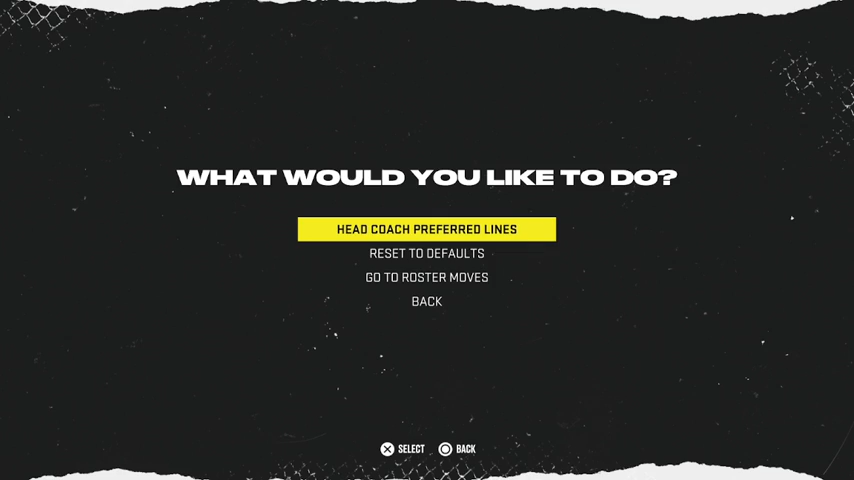 WHAT WOULD YOU LIKE TO DO?
HEAD COACH PREFERRED LINES
RESET TO DEFAULTS
GO TO ROSTER MOVES
BACK
SELECT BACK